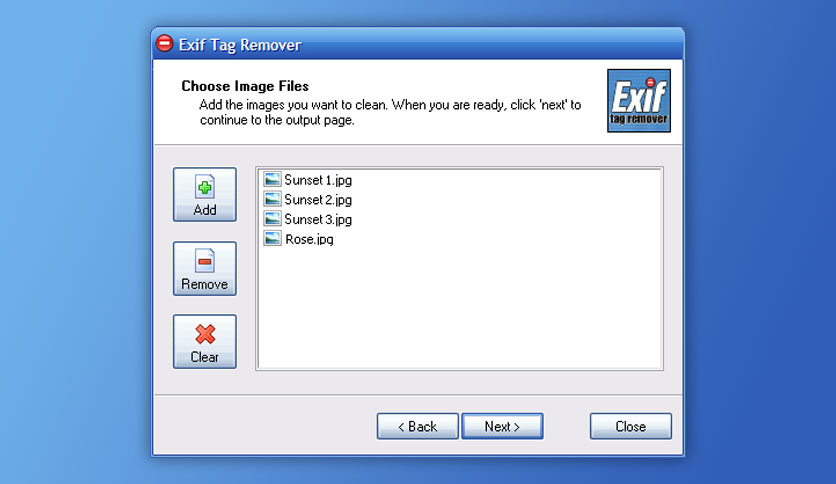 Exif Tag Remover
Choose Image Files
Add the images you want to clean. When you are ready, click 'next' to
continue to the output page.
Exif
tag remover
Add
Remove
Clear
Sunset 1.jpg
Sunset 2.jpg
Sunset 3.jpg
Rose.jpg
< Back
Next >
Close